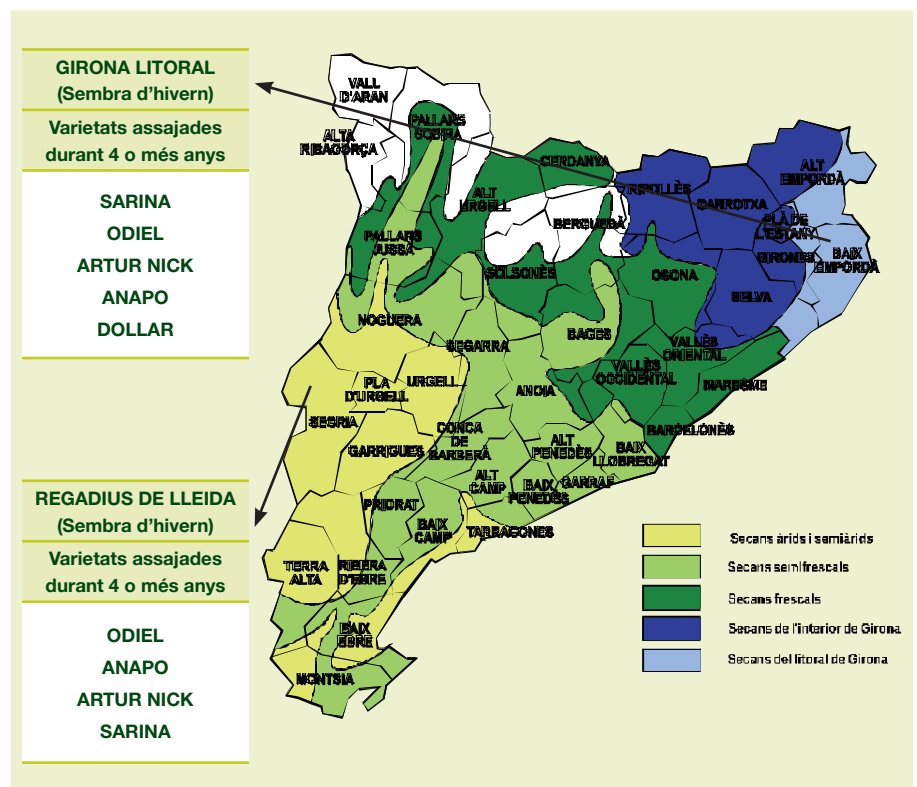 GIRONA LITORAL
(Sembra d'hivern)
Varietats assajades
durant 4 o més anys
SARINA
ODIEL
ARTUR NICK
ANAPO
DOLLAR
REGADIUS DE LLEIDA
(Sembra d'hivern)
Varietats assajades
durant 4 o més anys
ODIEL
ANAPO
ARTUR NICK
SARINA
VALL
D'ARAN
ALTA
RIBAGORÇA
PALLARS
SOBIRÀ
CERDANYA
ALT
URGELL
RIPOLLÈS
GARROTXA
ALT
EMPORDÀ
PLÀ DE
L'ESTANY
BERGUEDÀ
PALLARS
JUSSÀ
SOLSONÈS
OSONA
GIRONÈS
BAIX
EMPORDÀ
SELVA
NOGUERA
SEGARRA
BAGES
VALLÈS
ORIENTAL
VALLÈS
OCCIDENTAL
MARESME
PLA
D'URGELL
URGELL
ANOIA
SEGRIA
GARRIGUES
CONCA
DE
BARBERÀ
ALT
PENEDÈS
BAIX
LLOBREGAT
BARCELONÈS
ALT
CAMP
BAIX
PENEDÈS
GARRAF
PRIORAT
BAIX
CAMP
TARRAGONES
TERRA
ALTA
RIBERA
D'EBRE
BAIX
EBRE
MONTSIA
Secans àrids i semiàrids
Secans semifrescals
Secans frescals
Secans de l'interior de Girona
Secans del litoral de Girona